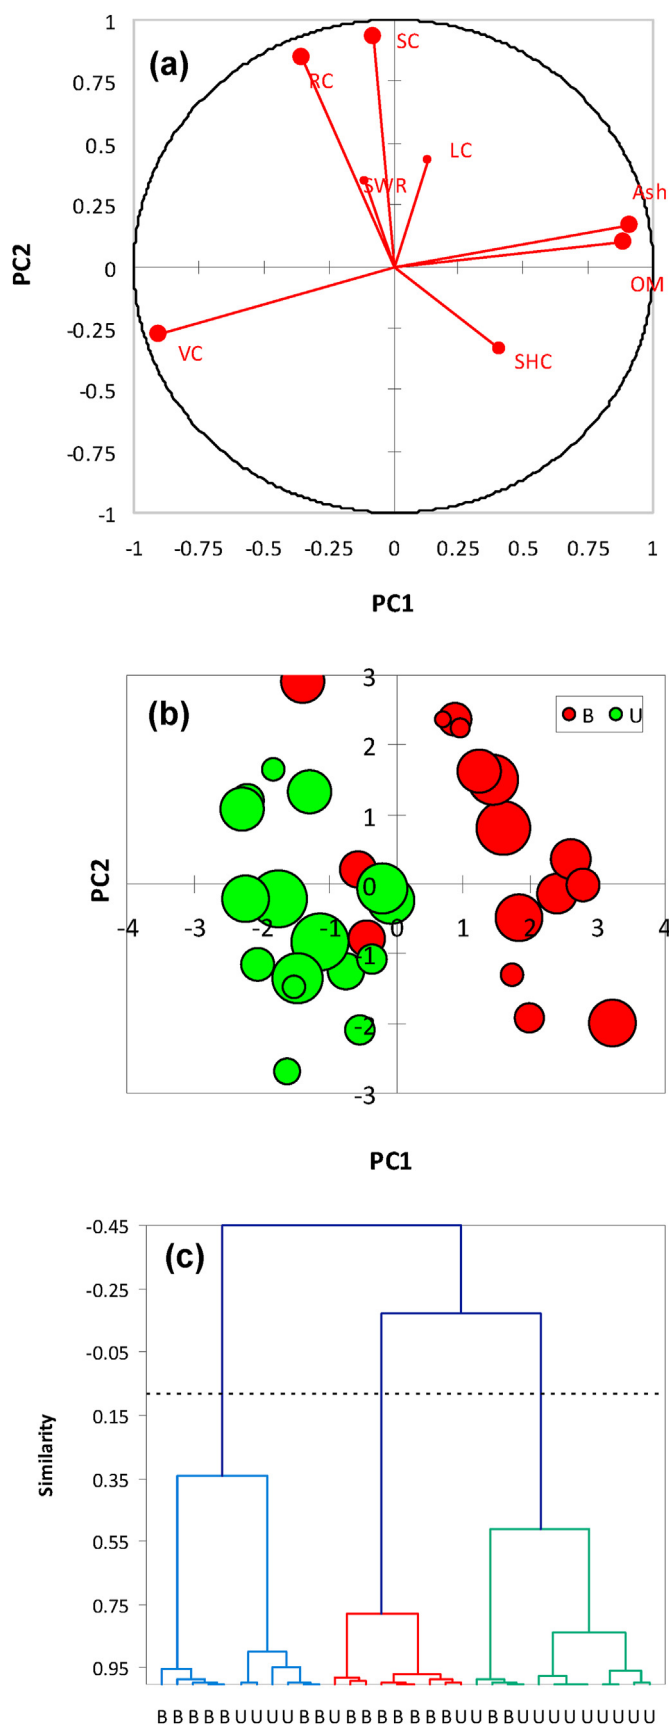 1
(a)
SC
0.75
RC
0.5
LC
SWR
0.25
Ash
PC2
0
OM
-0.25
VC
SHC
-0.5
-0.75
-1
-1 -0.75 -0.5 -0.25 0 0.25 0.5 0.75 1
PC1
3
(b)
B U
2
1
PC2
0
-4 -3 -2 -1 0 1 2 3 4
-1
-2
-3
PC1
-0.45
(c)
-0.25
-0.05
0.15
Similarity
0.35
0.55
0.75
0.95
B B B B B U U U U B B U B B B B B B B U U B B U U U U U U U U U